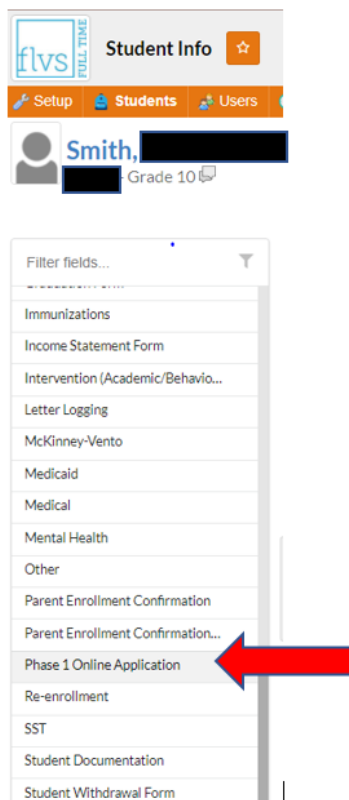 flvs FULL TIME
Student Info
Setup Students Users
Smith,
- Grade 10
Filter fields...
Immunizations
Income Statement Form
Intervention (Academic/Behavio...
Letter Logging
McKinney-Vento
Medicaid
Medical
Mental Health
Other
Parent Enrollment Confirmation
Parent Enrollment Confirmation...
Phase 1 Online Application
Re-enrollment
SST
Student Documentation
Student Withdrawal Form